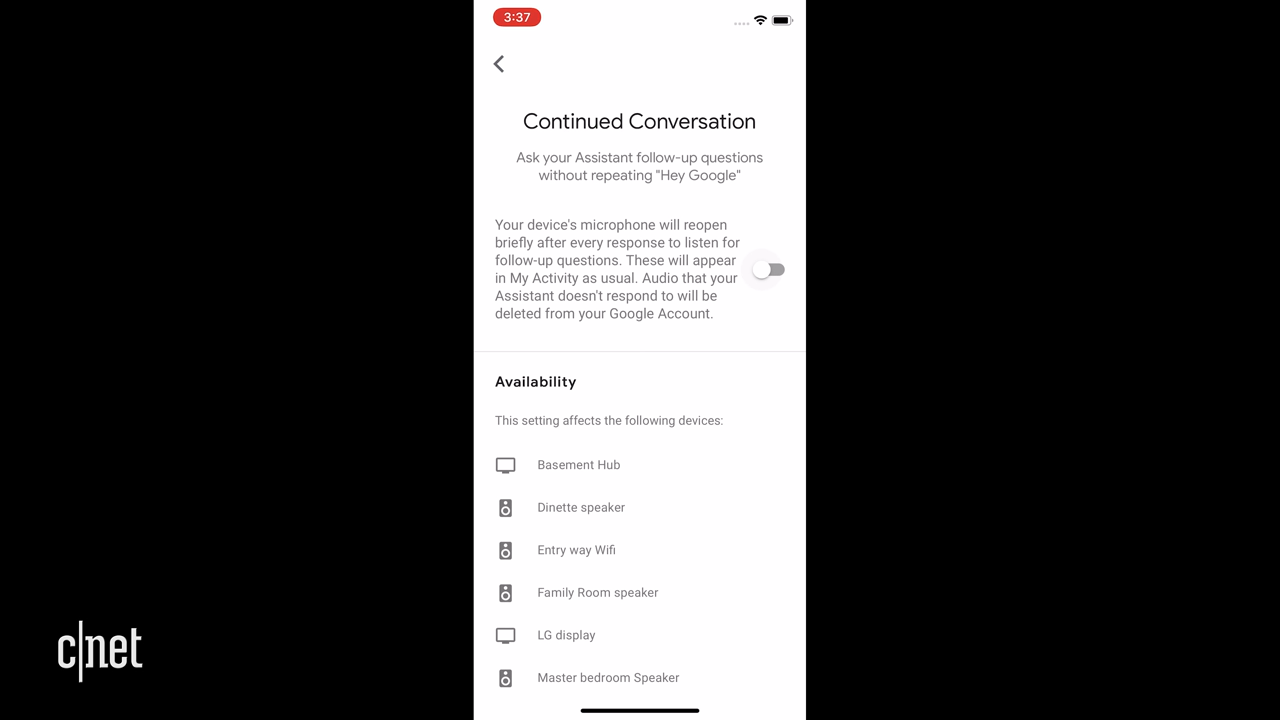 3:37
Continued Conversation
Ask your Assistant follow-up questions
without repeating "Hey Google"
Your device's microphone will reopen
briefly after every response to listen for
follow-up questions. These will appear
in My Activity as usual. Audio that your
Assistant doesn't respond to will be
deleted from your Google Account.
Availability
This setting affects the following devices:
Basement Hub
Dinette speaker
Entry way Wifi
Family Room speaker
LG display
Master bedroom Speaker
c|net